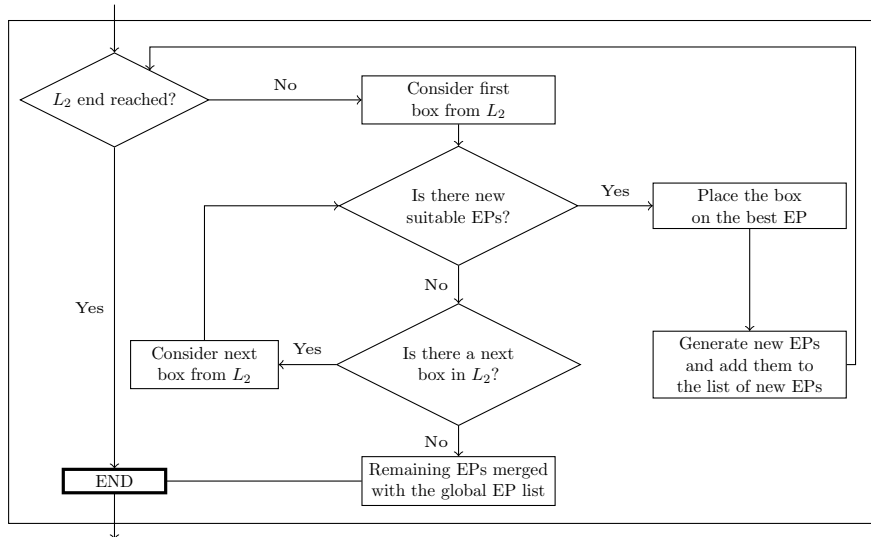 L₂ end reached?
No
Consider first
box from L₂
Is there new
suitable EPs?
Yes
Place the box
on the best EP
No
Yes
Generate new EPs
and add them to
the list of new EPs
Is there a next
box in L₂?
Yes
Consider next
box from L₂
No
Remaining EPs merged
with the global EP list
END